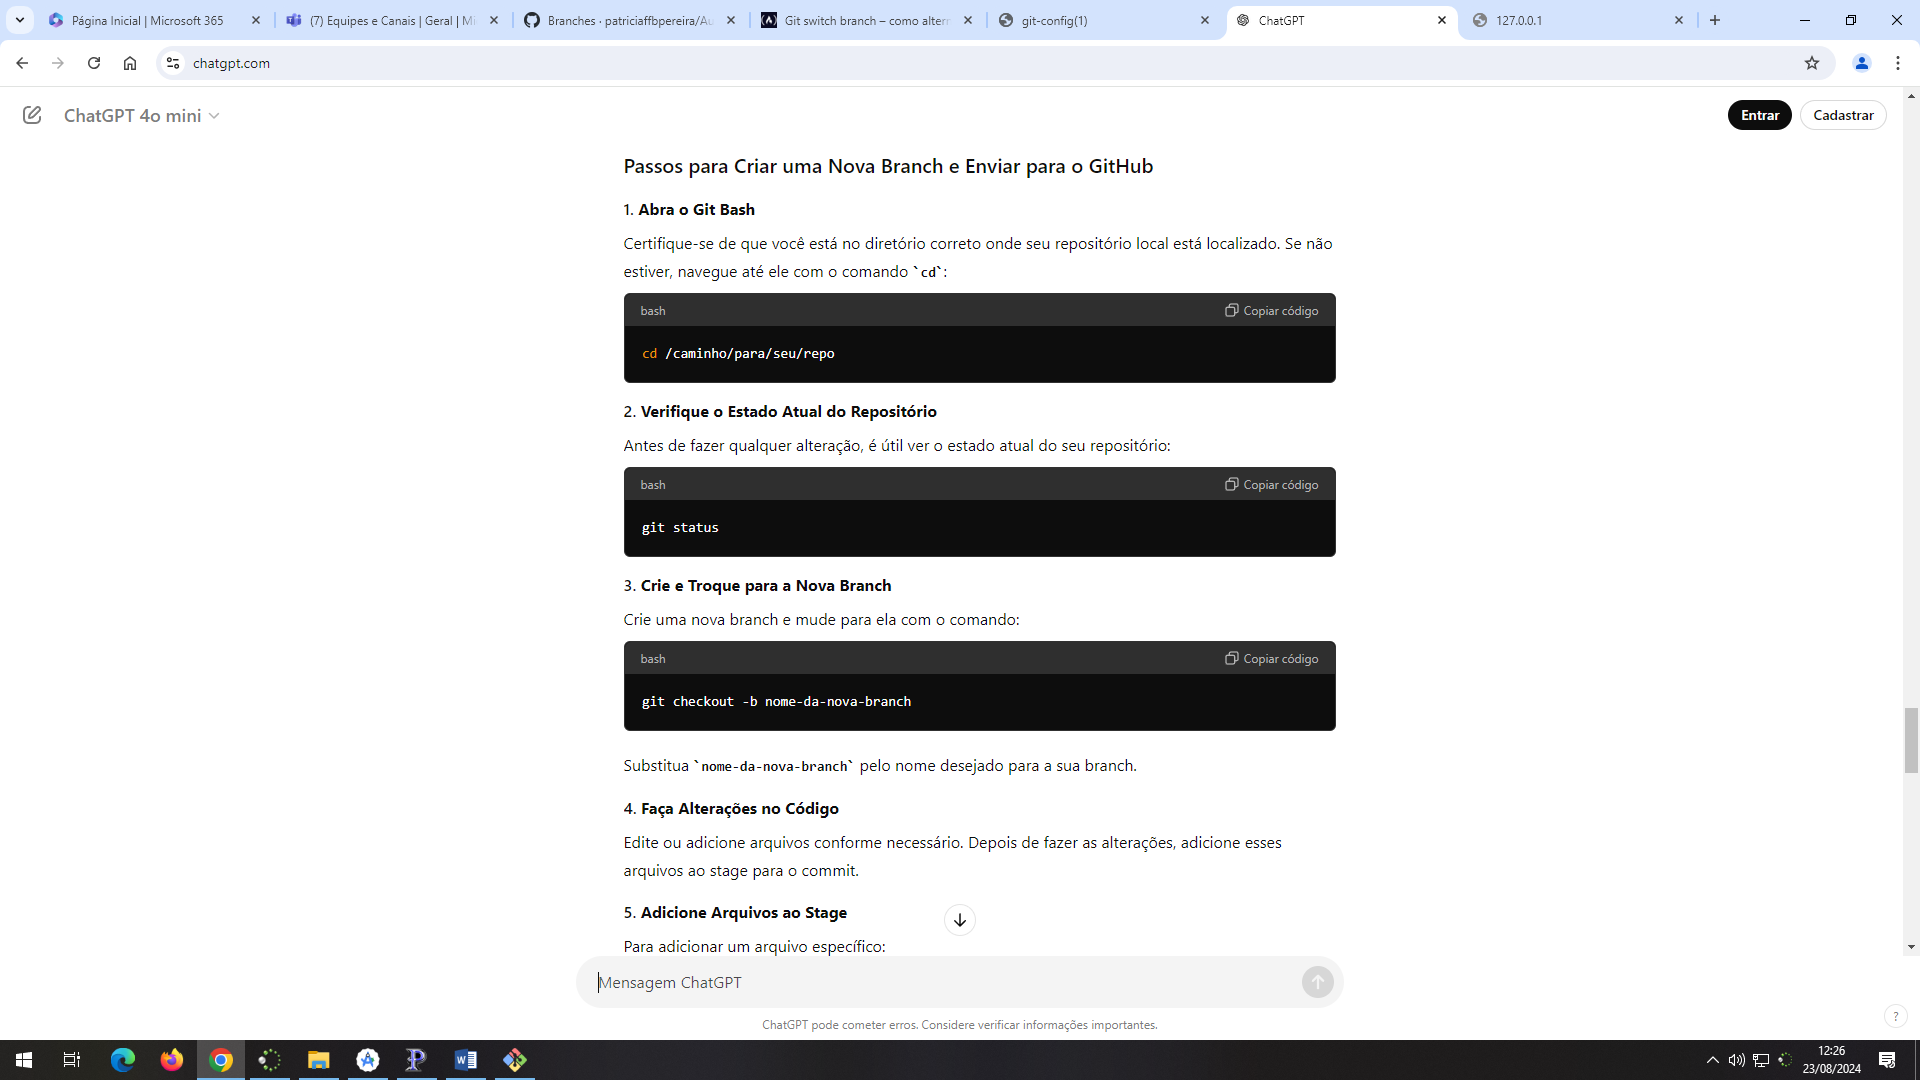 Página Inicial | Microsoft 365
(7) Equipes e Canais | Geral | Mi
Branches · patriciaffbpereira/Au
Git switch branch – como altern
git-config(1)
ChatGPT
127.0.0.1
chatgpt.com
ChatGPT 4o mini
Entrar
Cadastrar
Passos para Criar uma Nova Branch e Enviar para o GitHub
1. Abra o Git Bash
Certifique-se de que você está no diretório correto onde seu repositório local está localizado. Se não
estiver, navegue até ele com o comando `cd`:
bash
Copiar código
cd /caminho/para/seu/repo
2. Verifique o Estado Atual do Repositório
Antes de fazer qualquer alteração, é útil ver o estado atual do seu repositório:
bash
Copiar código
git status
3. Crie e Troque para a Nova Branch
Crie uma nova branch e mude para ela com o comando:
bash
Copiar código
git checkout -b nome-da-nova-branch
Substitua `nome-da-nova-branch` pelo nome desejado para a sua branch.
4. Faça Alterações no Código
Edite ou adicione arquivos conforme necessário. Depois de fazer as alterações, adicione esses
arquivos ao stage para o commit.
5. Adicione Arquivos ao Stage
Para adicionar um arquivo específico:
Mensagem ChatGPT
ChatGPT pode cometer erros. Considere verificar informações importantes.
?
12:26
23/08/2024